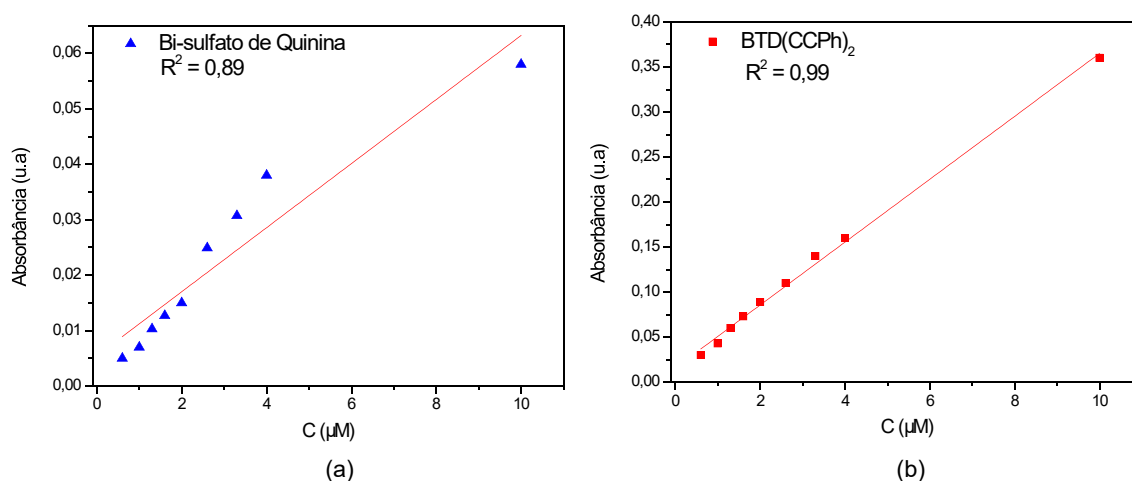 Bi-sulfato de Quinina
R² = 0,89
0,06
0,05
0,04
0,03
0,02
0,01
0,00
Absorbância (u.a)
0 2 4 6 8 10
C (µM)
(a)
BTD(CCPh)₂
R² = 0,99
0,40
0,35
0,30
0,25
0,20
0,15
0,10
0,05
0,00
Absorbância (u.a)
0 2 4 6 8 10
C (µM)
(b)